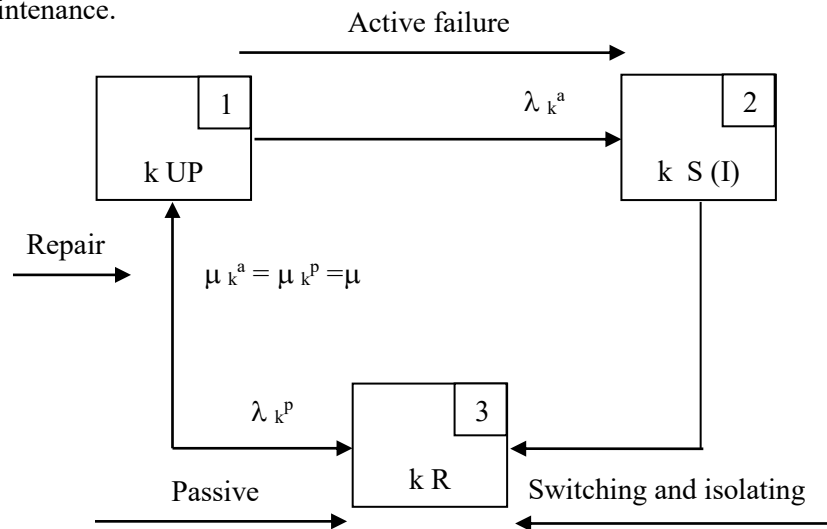 intenance.
Active failure
1
λ k a
2
k UP
k S (I)
Repair
μ k a = μ k p =μ
λ k p
3
k R
Passive
Switching and isolating